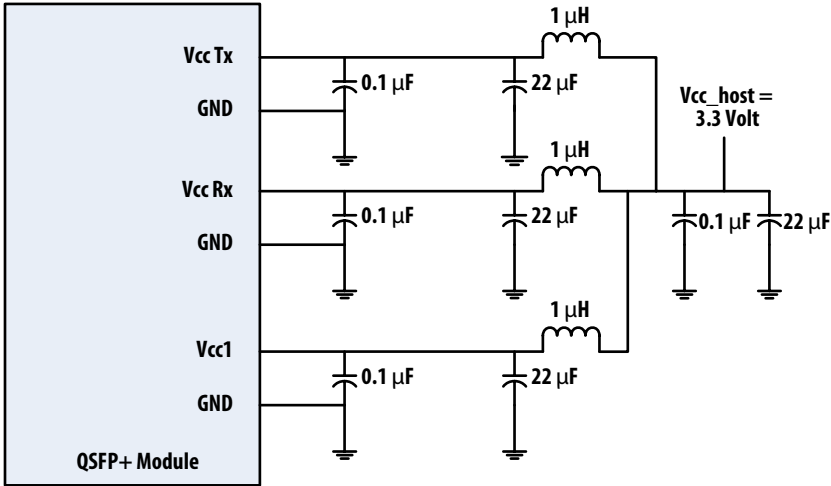 1 μH
Vcc Tx
0.1 μF
22 μF
GND
Vcc_host =
3.3 Volt
1 μH
Vcc Rx
0.1 μF
22 μF
0.1 μF
22 μF
GND
1 μH
Vcc1
0.1 μF
22 μF
GND
QSFP+ Module